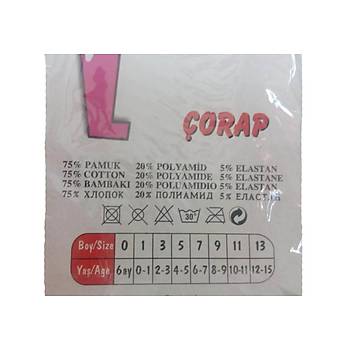 ÇORAP
75% PAMUK 20% POLYAMİD 5% ELASTAN
75% COTTON 20% POLYAMIDE 5% ELASTANE
75% BAMBAKI 20% POLUAMIDIO 5% ELASTAN
75% ХЛОПОК 20% ПОЛИАМИД 5% ЕЛАСТАН
30
Boy/Size 0 1 3 5 7 9 11 13
Yaş/Age 6ay 0-1 2-3 4-5 6-7 8-9 10-11 12-15